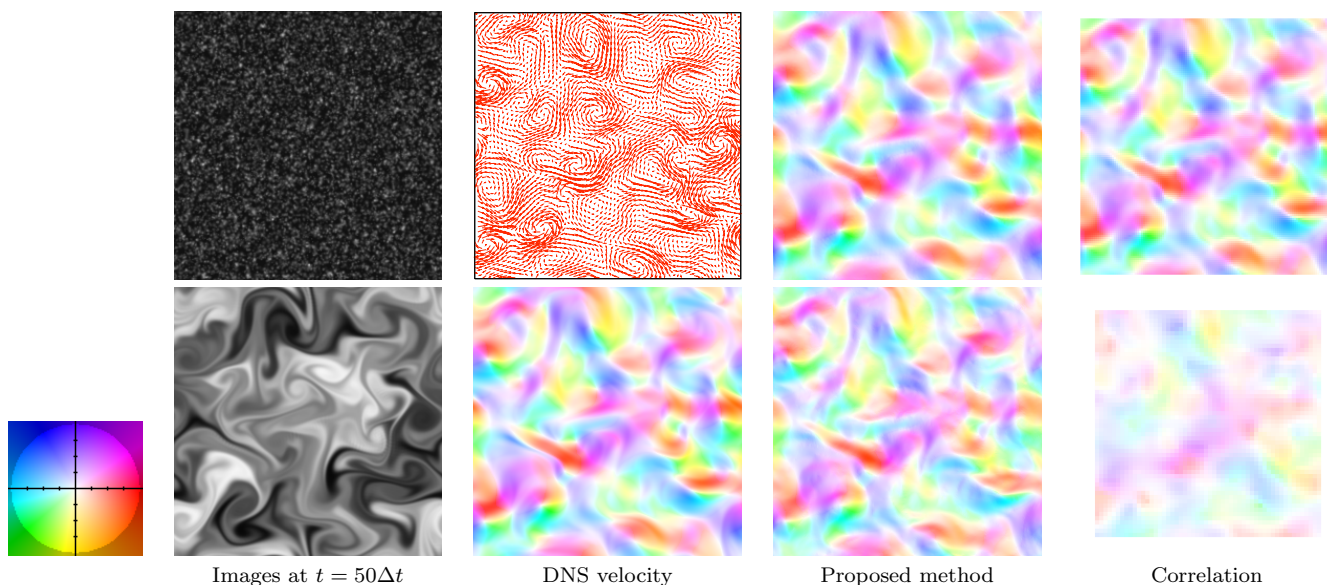 Images at t = 50Δt
DNS velocity
Proposed method
Correlation